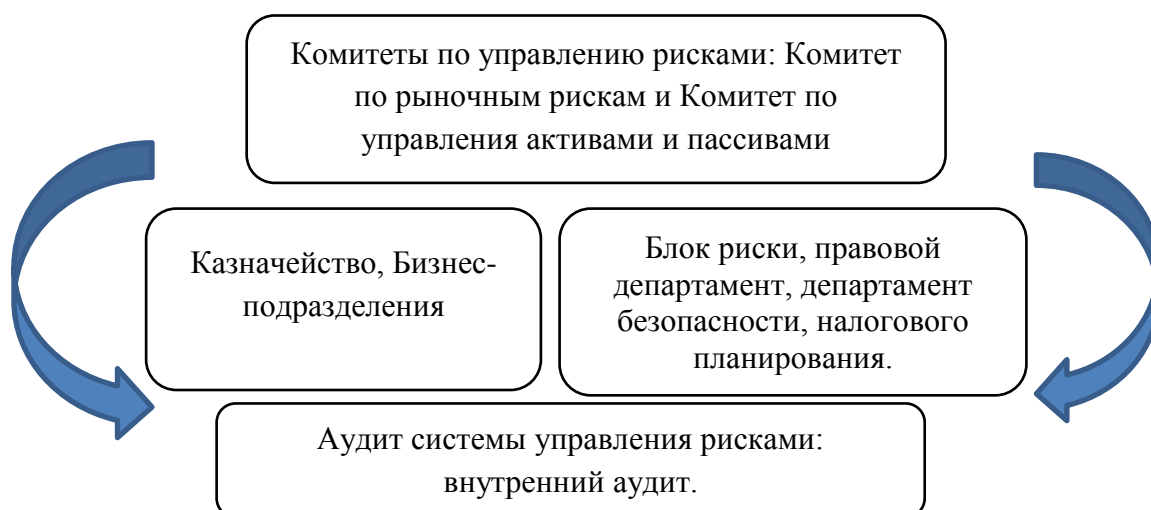 Комитеты по управлению рисками: Комитет
по рыночным рискам и Комитет по
управления активами и пассивами
Казначейство, Бизнес-
подразделения
Блок риски, правовой
департамент, департамент
безопасности, налогового
планирования.
Аудит системы управления рисками:
внутренний аудит.